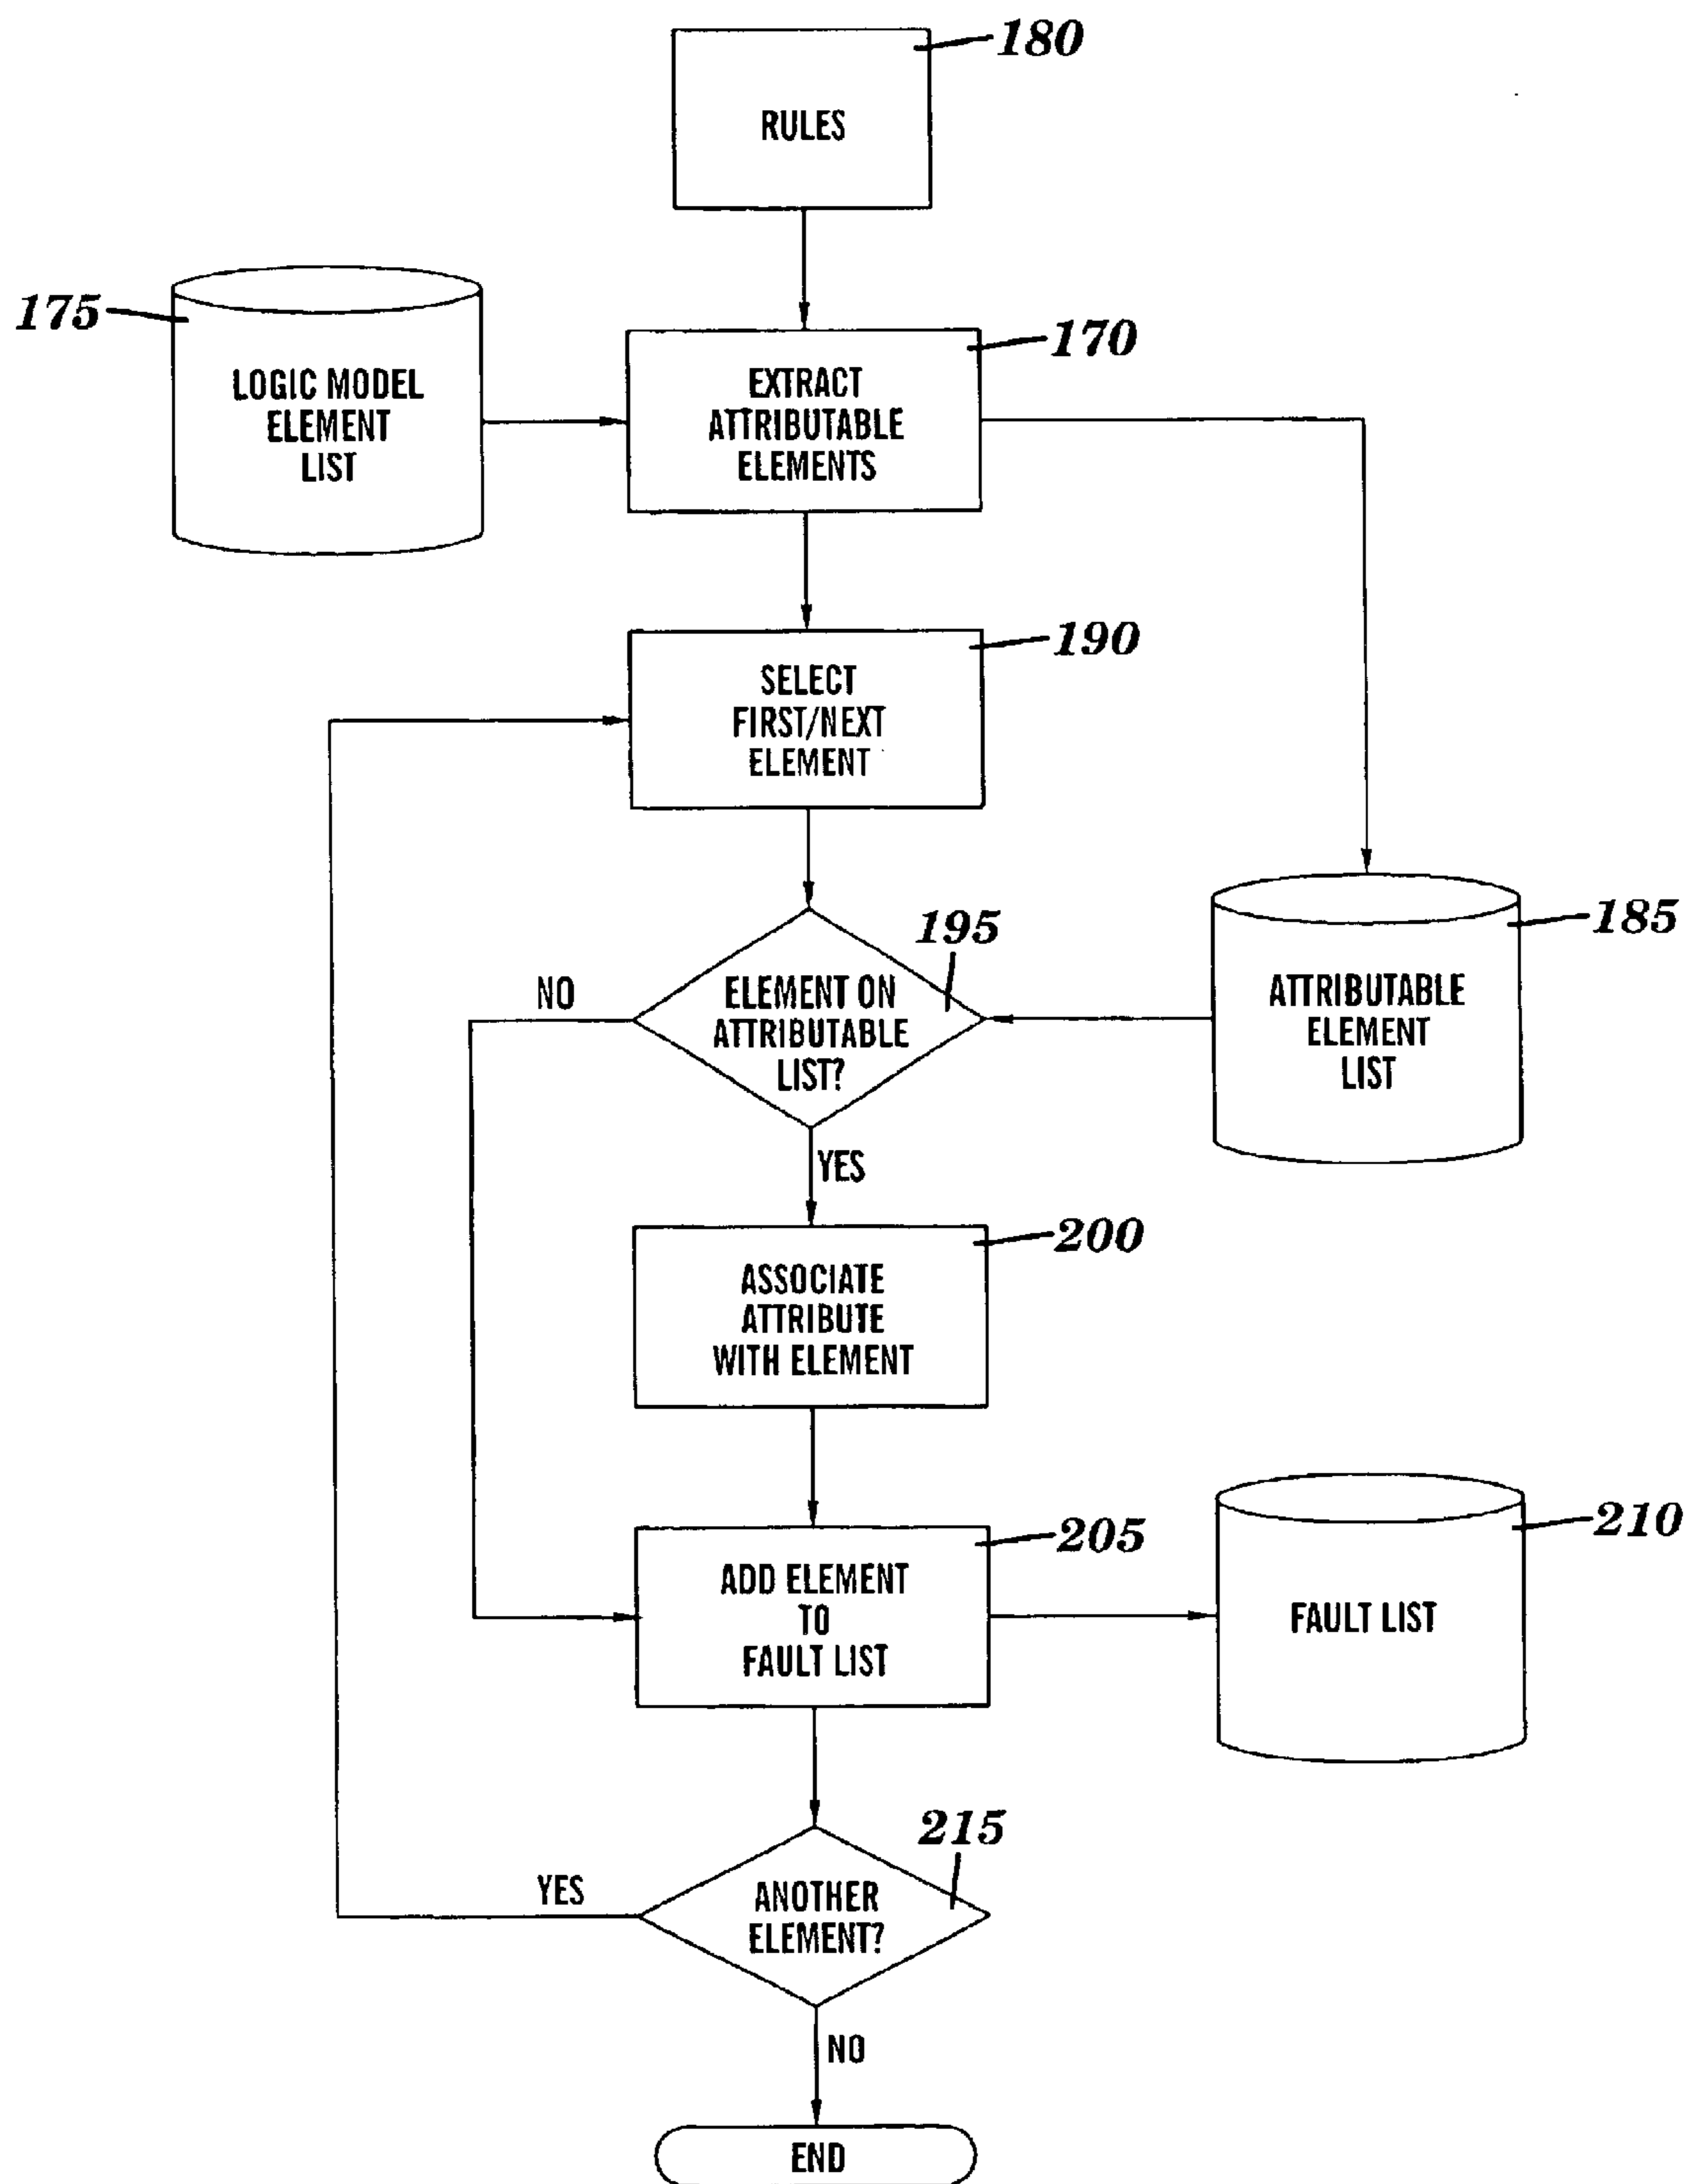 180
RULES
175
LOGIC MODEL
ELEMENT
LIST
170
EXTRACT
ATTRIBUTABLE
ELEMENTS
190
SELECT
FIRST/NEXT
ELEMENT
195
NO
ELEMENT ON
ATTRIBUTABLE
LIST?
185
ATTRIBUTABLE
ELEMENT
LIST
YES
200
ASSOCIATE
ATTRIBUTE
WITH ELEMENT
205
ADD ELEMENT
TO
FAULT LIST
210
FAULT LIST
215
YES
ANOTHER
ELEMENT?
NO
END